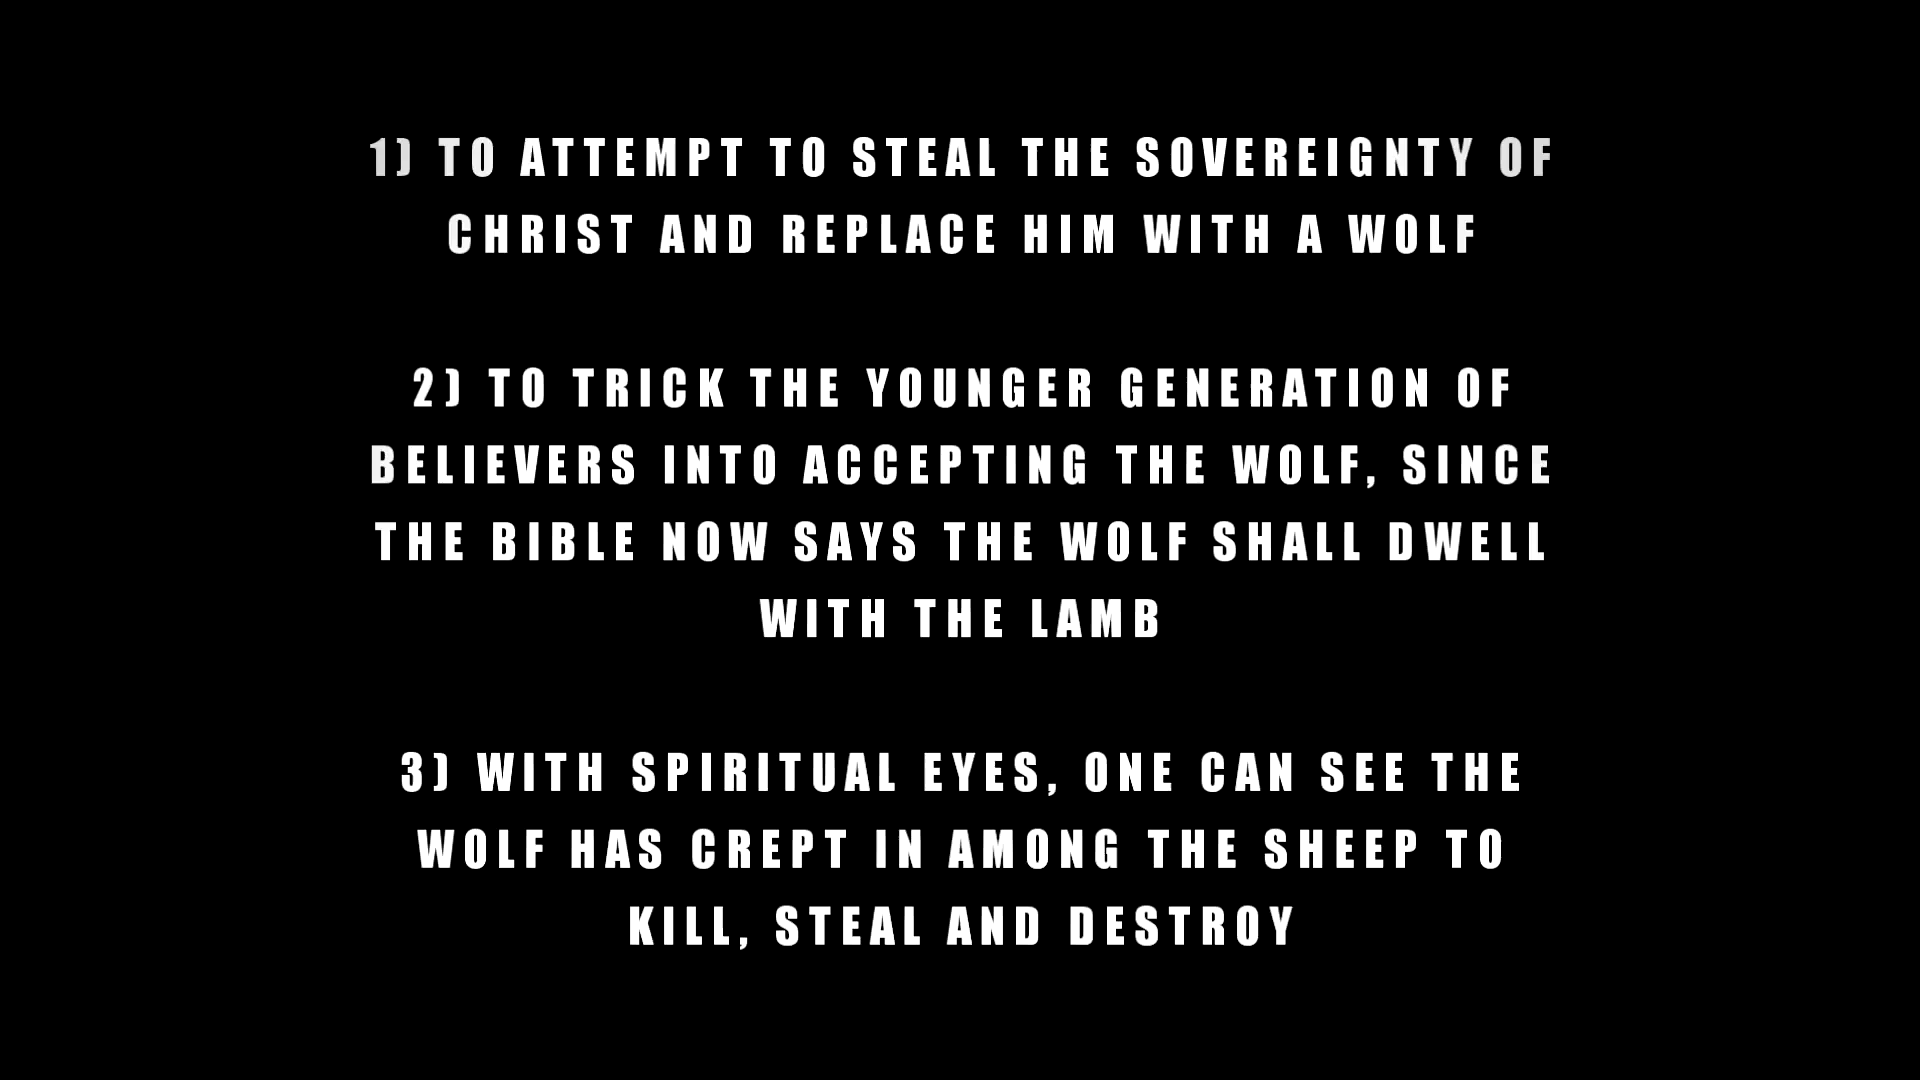 1) TO ATTEMPT TO STEAL THE SOVEREIGNTY OF
CHRIST AND REPLACE HIM WITH A WOLF
2) TO TRICK THE YOUNGER GENERATION OF
BELIEVERS INTO ACCEPTING THE WOLF, SINCE
THE BIBLE NOW SAYS THE WOLF SHALL DWELL
WITH THE LAMB
3) WITH SPIRITUAL EYES, ONE CAN SEE THE
WOLF HAS CREPT IN AMONG THE SHEEP TO
KILL, STEAL AND DESTROY